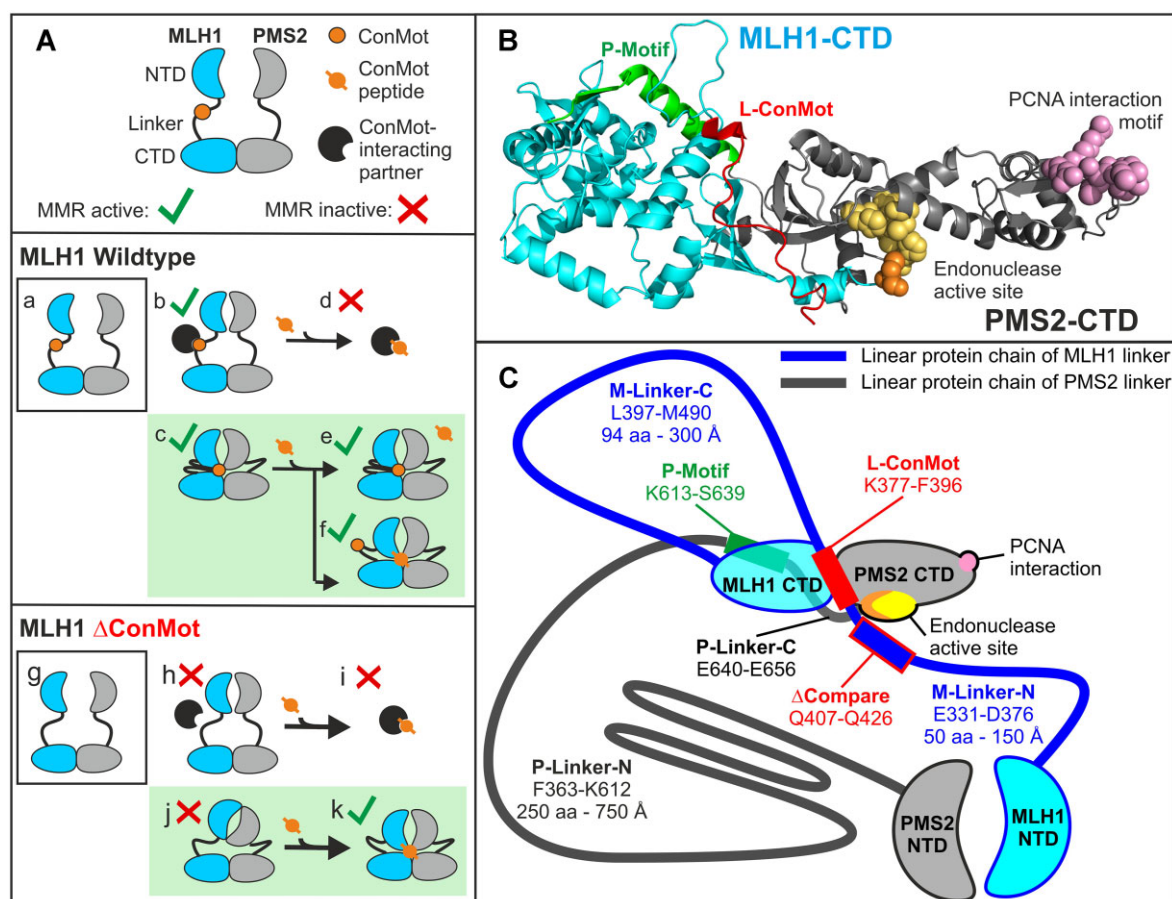 A
MLH1 PMS2
NTD
Linker
CTD
ConMot
ConMot
peptide
ConMot-
interacting
partner
MMR active:
MMR inactive:
MLH1 Wildtype
a
b
d
c
e
f
MLH1 ΔConMot
g
h
i
j
k
B
MLH1-CTD
P-Motif
L-ConMot
PCNA interaction
motif
Endonuclease
active site
PMS2-CTD
C
Linear protein chain of MLH1 linker
Linear protein chain of PMS2 linker
M-Linker-C
L397-M490
94 aa - 300 Å
P-Motif
K613-S639
L-ConMot
K377-F396
MLH1 CTD
PMS2 CTD
PCNA
interaction
P-Linker-C
E640-E656
Endonuclease
active site
ΔCompare
Q407-Q426
M-Linker-N
E331-D376
50 aa - 150 Å
P-Linker-N
F363-K612
250 aa - 750 Å
PMS2
NTD
MLH1
NTD